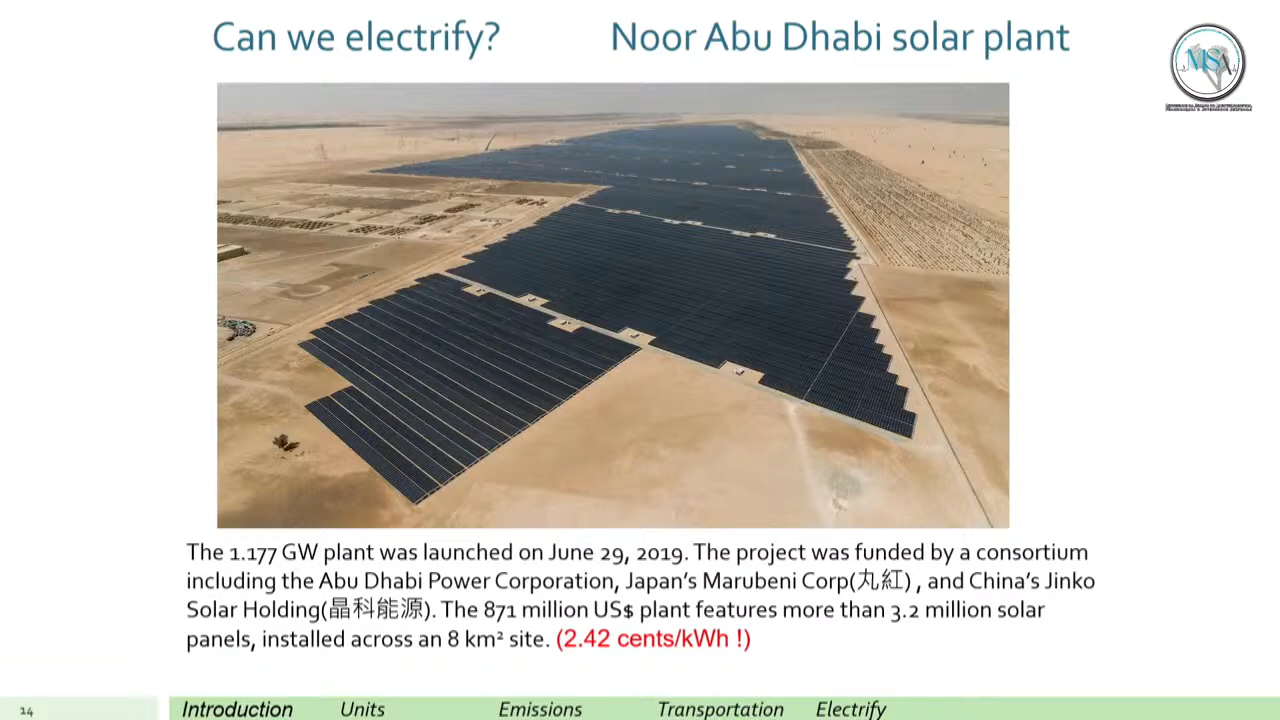 Can we electrify? Noor Abu Dhabi solar plant
MSA
The 1.177 GW plant was launched on June 29, 2019. The project was funded by a consortium
including the Abu Dhabi Power Corporation, Japan’s Marubeni Corp(丸紅) , and China’s Jinko
Solar Holding(晶科能源). The 871 million US$ plant features more than 3.2 million solar
panels, installed across an 8 km² site. (2.42 cents/kWh !)
14 Introduction Units Emissions Transportation Electrify